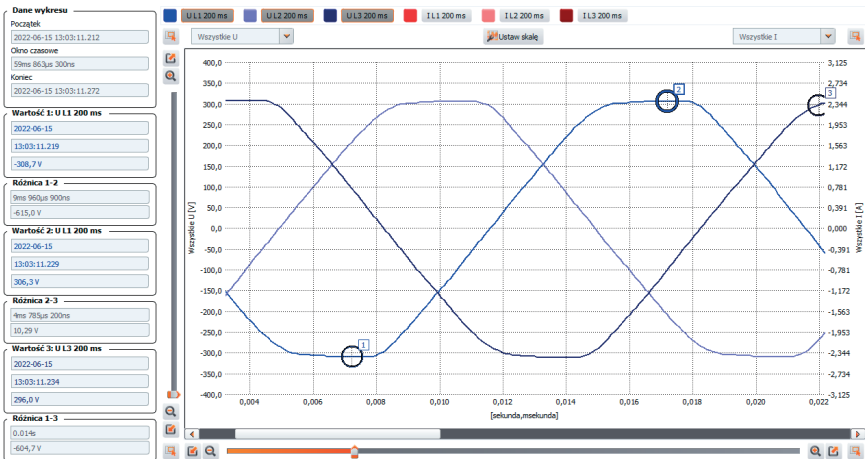 Dane wykresu
Początek
2022-06-15 13:03:11.212
Okno czasowe
59ms 863µs 300ns
Koniec
2022-06-15 13:03:11.272
Wartość 1: U L1 200 ms
2022-06-15
13:03:11.219
-308,7 V
Różnica 1-2
9ms 960µs 900ns
-615,0 V
Wartość 2: U L1 200 ms
2022-06-15
13:03:11.229
306,3 V
Różnica 2-3
4ms 785µs 200ns
10,29 V
Wartość 3: U L3 200 ms
2022-06-15
13:03:11.234
296,0 V
Różnica 1-3
0.014s
-604,7 V
U L1 200 ms
U L2 200 ms
U L3 200 ms
I L1 200 ms
I L2 200 ms
I L3 200 ms
Wszystkie U
Ustaw skalę
Wszystkie I
Wszystkie U [V]
400,0
350,0
300,0
250,0
200,0
150,0
100,0
50,0
0,0
-50,0
-100,0
-150,0
-200,0
-250,0
-300,0
-350,0
-400,0
1
2
3
3,125
2,734
2,344
1,953
1,563
1,172
0,781
0,391
0,000
-0,391
-0,781
-1,172
-1,563
-1,953
-2,344
-2,734
-3,125
Wszystkie I [A]
0,004 0,006 0,008 0,010 0,012 0,014 0,016 0,018 0,020 0,022
[sekunda,msekunda]